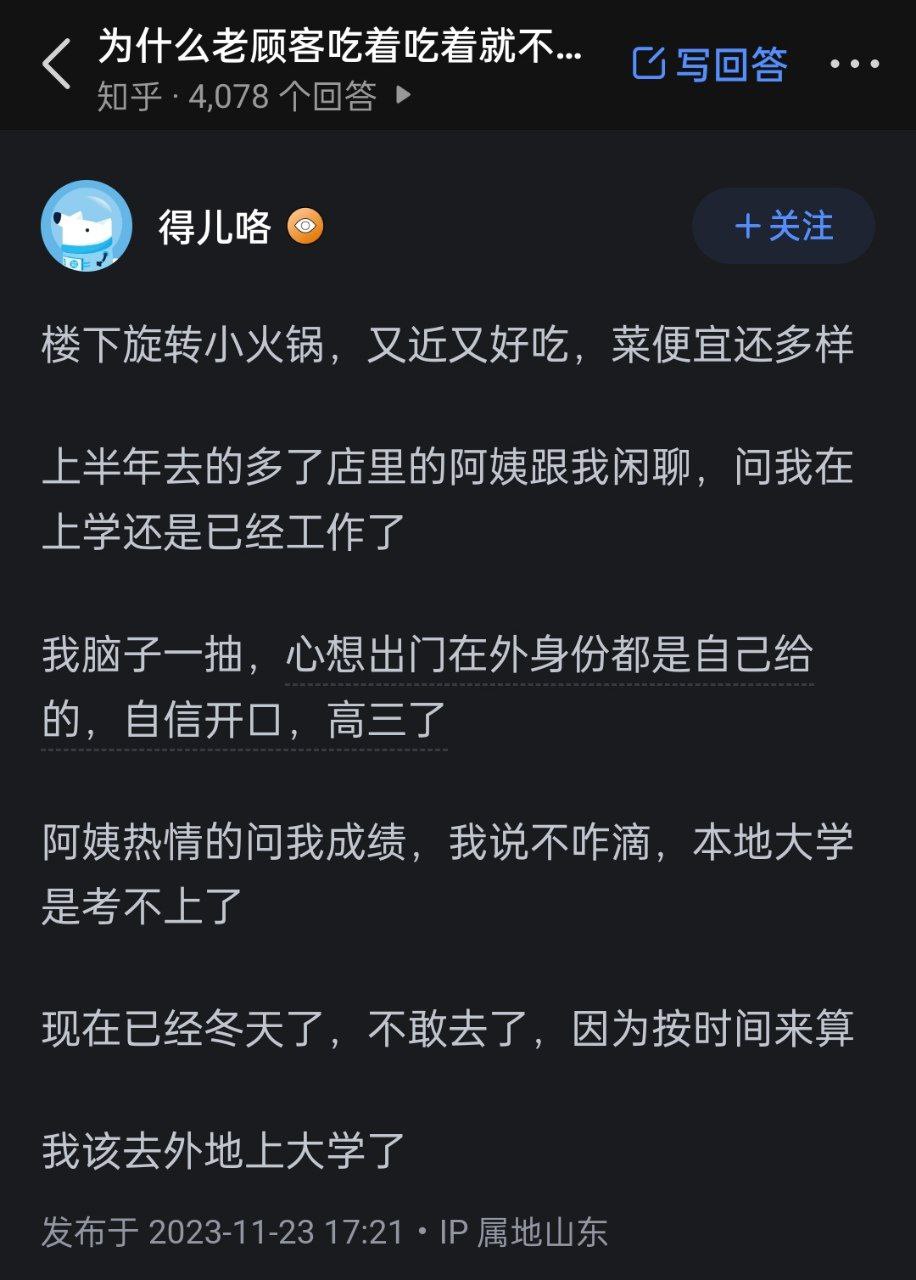 为什么老顾客吃着吃着就不...
写回答
知乎 · 4,078 个回答
得儿咯
+关注
楼下旋转小火锅，又近又好吃，菜便宜还多样
上半年去的多了店里的阿姨跟我闲聊，问我在
上学还是已经工作了
我脑子一抽，心想出门在外身份都是自己给
的，自信开口，高三了
阿姨热情的问我成绩，我说不咋滴，本地大学
是考不上了
现在已经冬天了，不敢去了，因为按时间来算
我该去外地上大学了
发布于 2023-11-23 17:21 · IP 属地山东